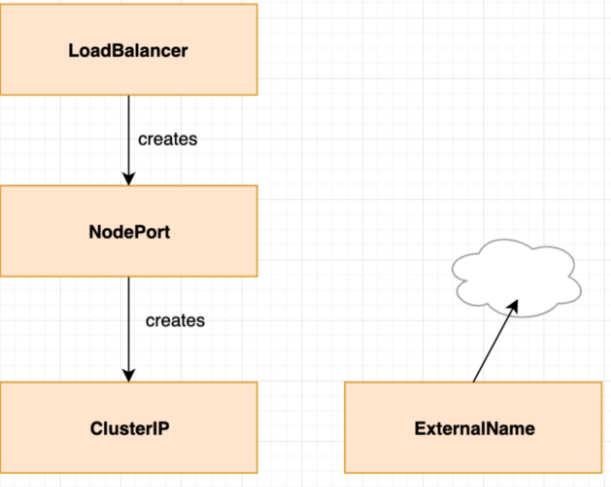 LoadBalancer
creates
NodePort
creates
ClusterIP
ExternalName